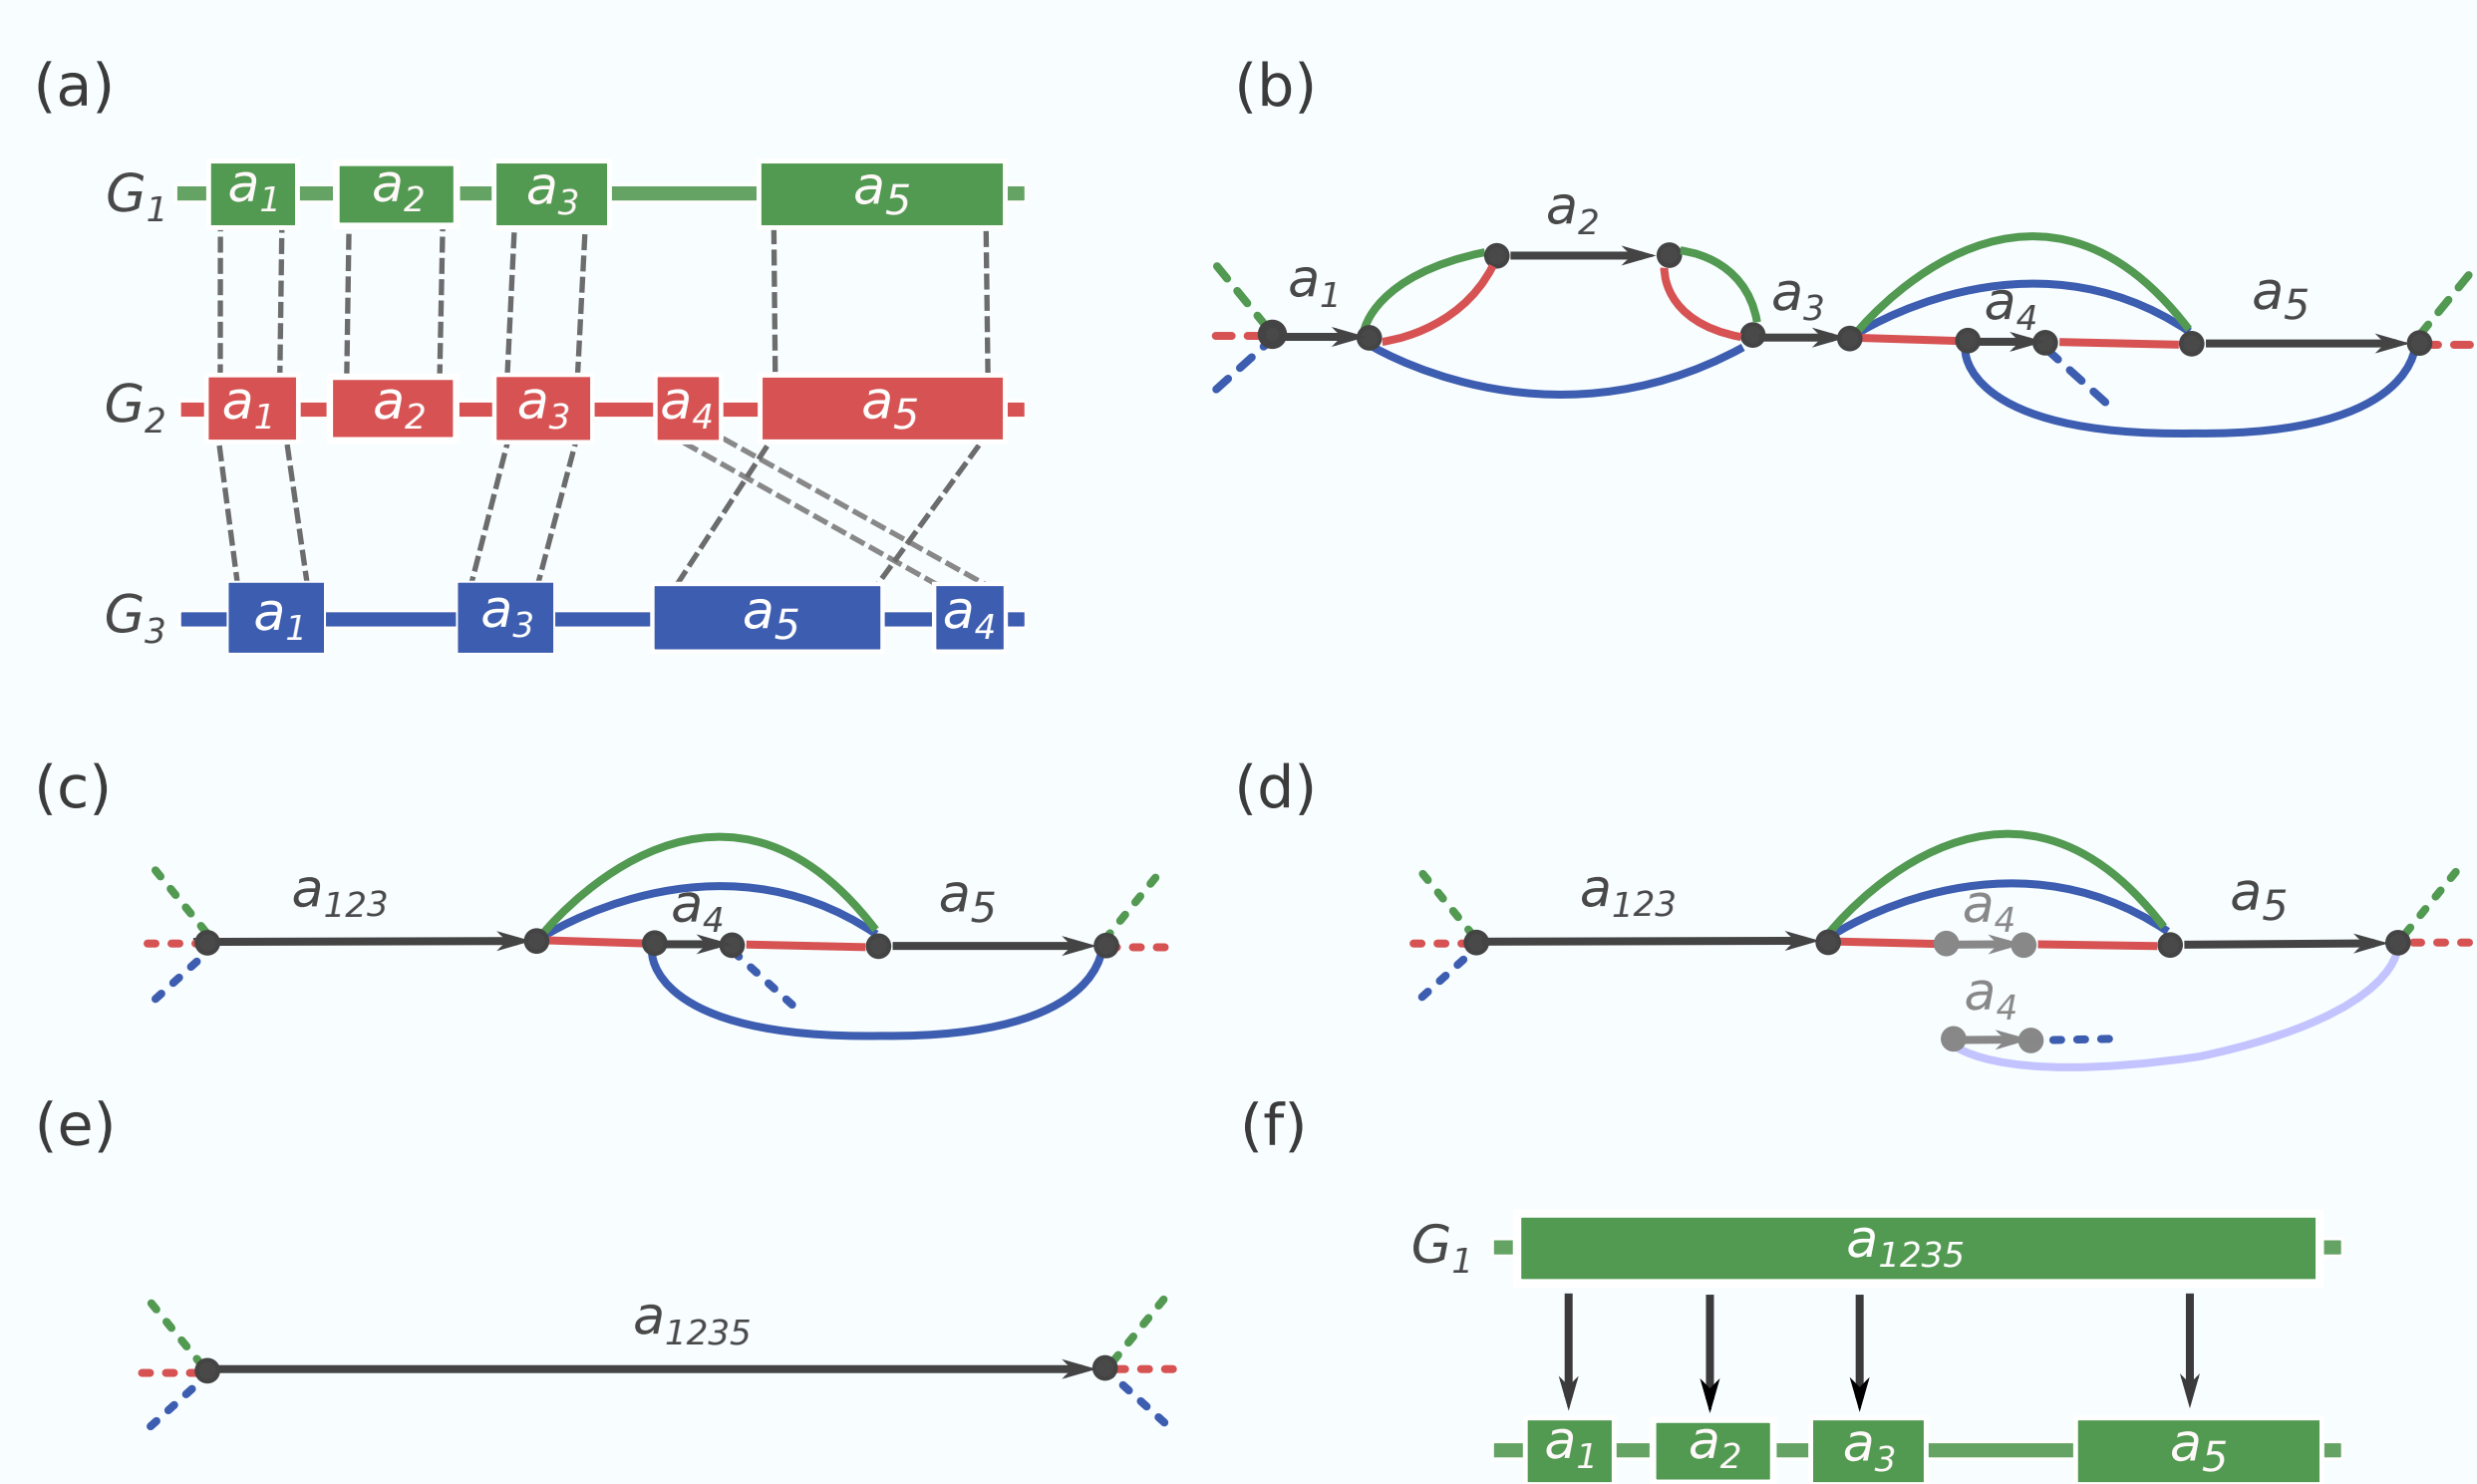 (a)
G1 a1 a2 a3 a5
G2 a1 a2 a3 a4 a5
G3 a1 a3 a5 a4
(b)
a1 a2 a3 a4 a5
(c)
a123 a4 a5
(d)
a123 a4 a5
a4
(e)
a1235
(f)
G1 a1235
a1 a2 a3 a5